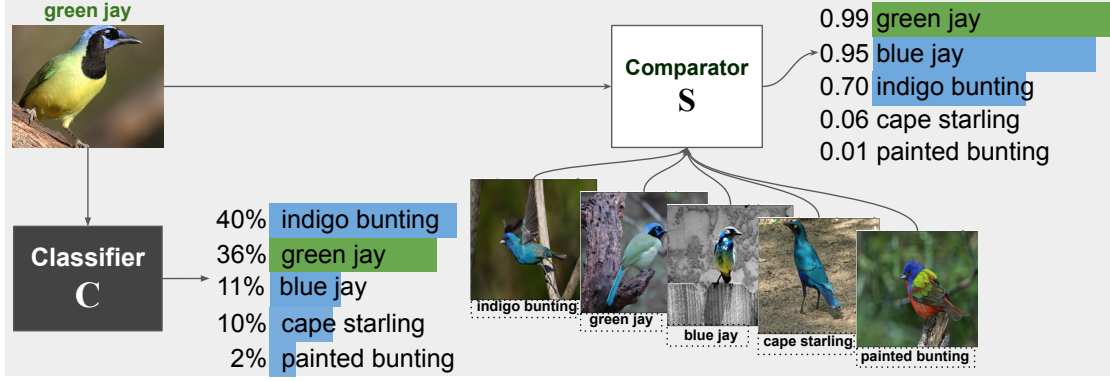 green jay
Classifier
C
40% indigo bunting
36% green jay
11% blue jay
10% cape starling
2% painted bunting
Comparator
S
indigo bunting
green jay
blue jay
cape starling
painted bunting
0.99 green jay
0.95 blue jay
0.70 indigo bunting
0.06 cape starling
0.01 painted bunting